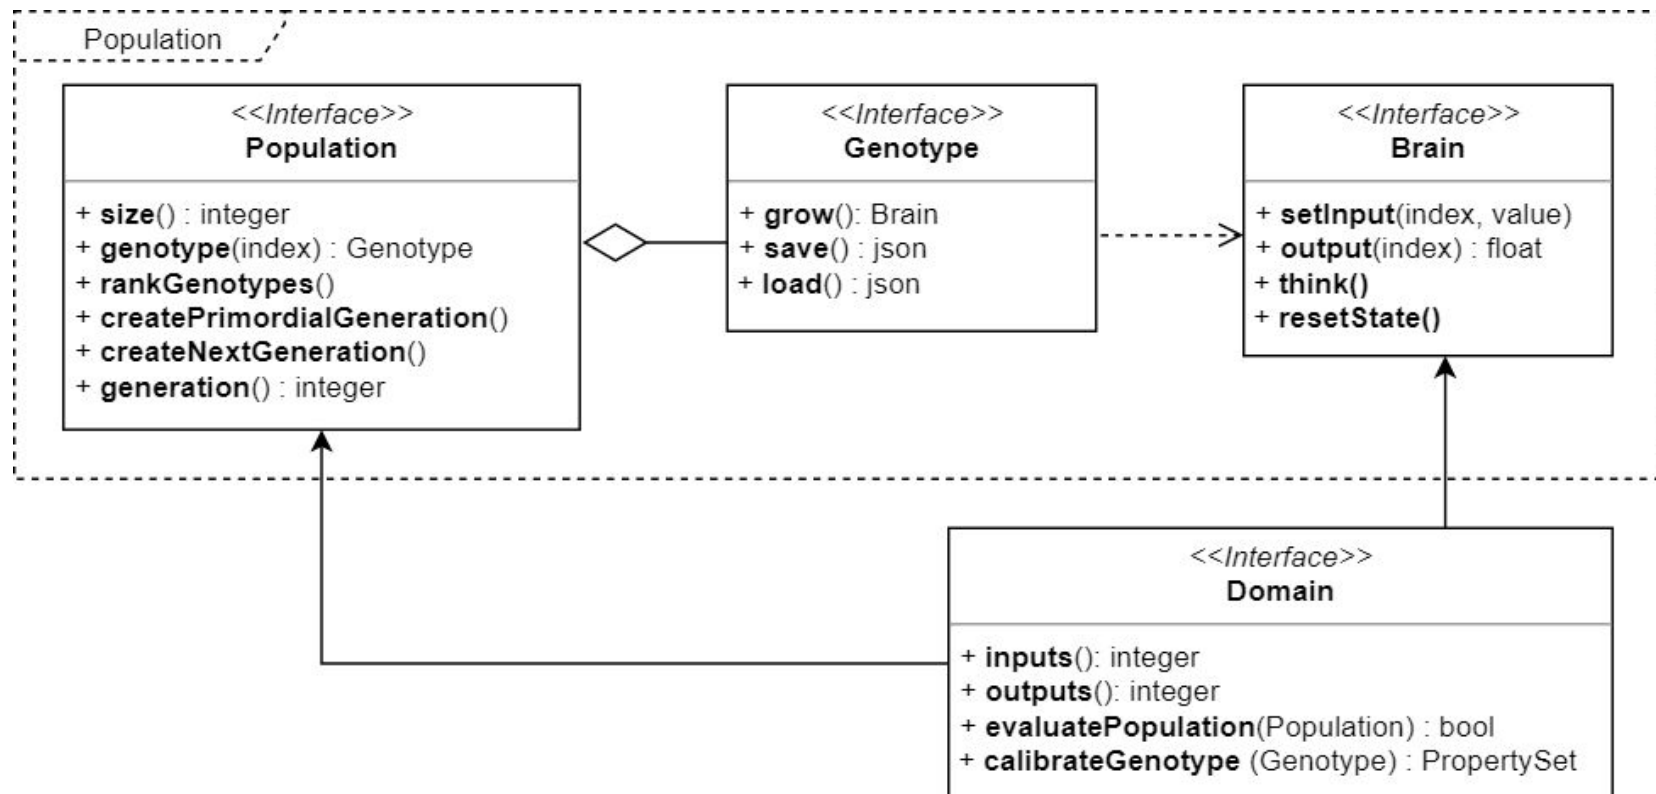 Population
<<Interface>>
Population
+ size() : integer
+ genotype(index) : Genotype
+ rankGenotypes()
+ createPrimordialGeneration()
+ createNextGeneration()
+ generation() : integer
<<Interface>>
Genotype
+ grow(): Brain
+ save() : json
+ load() : json
<<Interface>>
Brain
+ setInput(index, value)
+ output(index) : float
+ think()
+ resetState()
<<Interface>>
Domain
+ inputs(): integer
+ outputs(): integer
+ evaluatePopulation(Population) : bool
+ calibrateGenotype (Genotype) : PropertySet